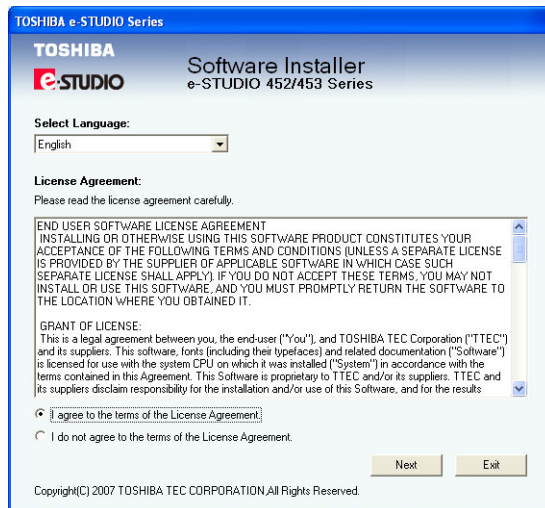 TOSHIBA e-STUDIO Series
TOSHIBA
e-STUDIO
Software Installer
e-STUDIO 452/453 Series
Select Language:
English
License Agreement:
Please read the license agreement carefully.
END USER SOFTWARE LICENSE AGREEMENT
INSTALLING OR OTHERWISE USING THIS SOFTWARE PRODUCT CONSTITUTES YOUR
ACCEPTANCE OF THE FOLLOWING TERMS AND CONDITIONS (UNLESS A SEPARATE LICENSE
IS PROVIDED BY THE SUPPLIER OF APPLICABLE SOFTWARE IN WHICH CASE SUCH
SEPARATE LICENSE SHALL APPLY). IF YOU DO NOT ACCEPT THESE TERMS, YOU MAY NOT
INSTALL OR USE THIS SOFTWARE, AND YOU MUST PROMPTLY RETURN THE SOFTWARE TO
THE LOCATION WHERE YOU OBTAINED IT.
GRANT OF LICENSE:
This is a legal agreement between you, the end-user ("You"), and TOSHIBA TEC Corporation ("TTEC")
and its suppliers. This software, fonts (including their typefaces) and related documentation ("Software")
is licensed for use with the system CPU on which it was installed ("System") in accordance with the
terms contained in this Agreement. This Software is proprietary to TTEC and/or its suppliers. TTEC and
its suppliers disclaim responsibility for the installation and/or use of this Software, and for the results
I agree to the terms of the License Agreement.
I do not agree to the terms of the License Agreement.
Next
Exit
Copyright(C) 2007 TOSHIBA TEC CORPORATION,All Rights Reserved.